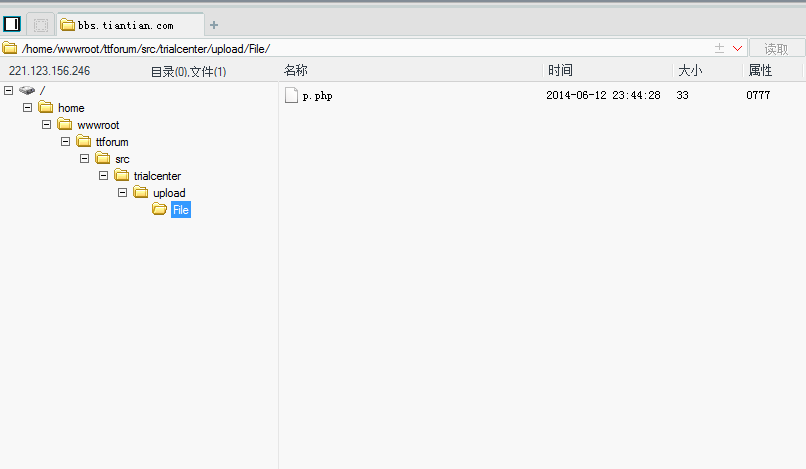 bbs.tiantian.com
/home/wwwroot/ttforum/src/trialcenter/upload/File/
读取
221.123.156.246 目录(0),文件(1) 名称 时间 大小 属性
/
home
wwwroot
ttforum
src
trialcenter
upload
File
p.php 2014-06-12 23:44:28 33 0777